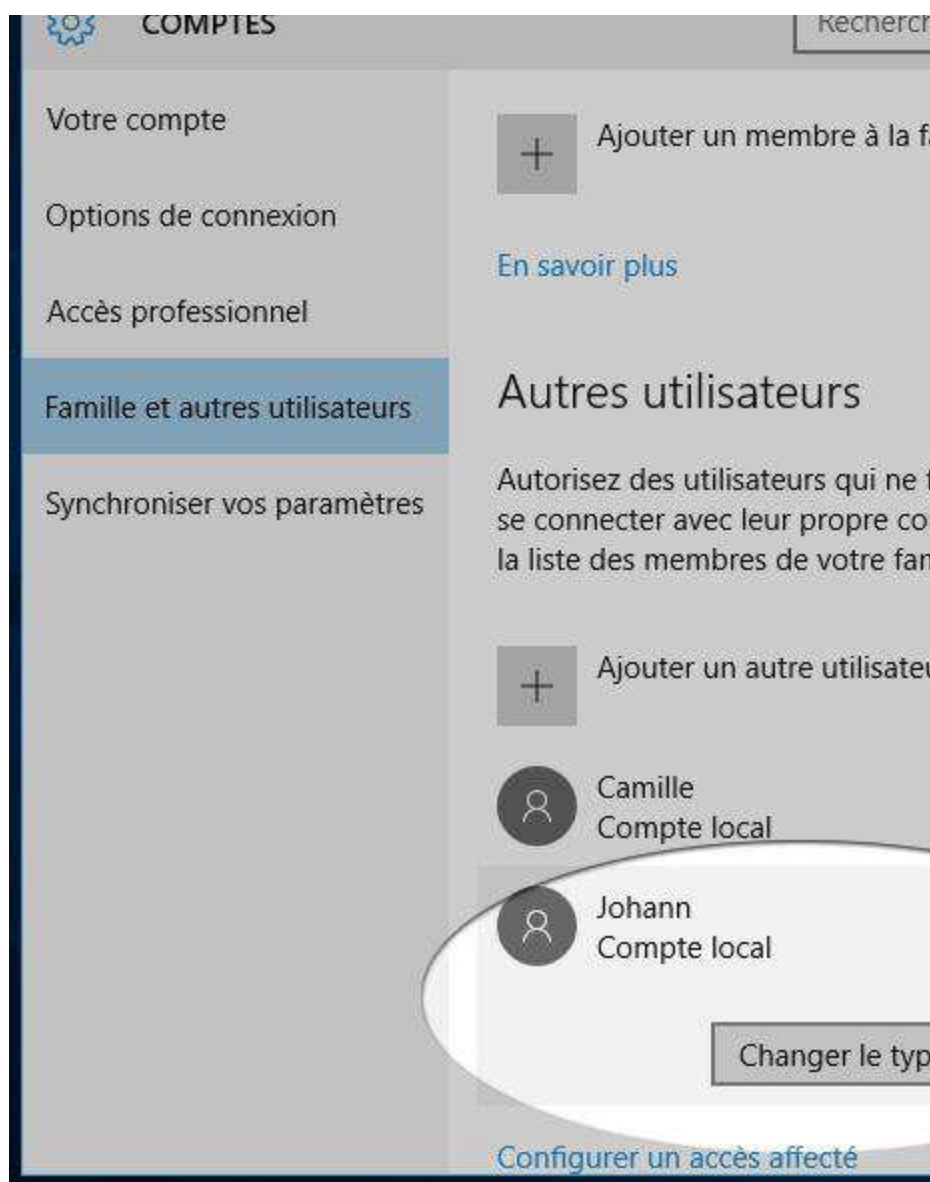 COMPTES
Recherch
Votre compte
Options de connexion
Accès professionnel
Famille et autres utilisateurs
Synchroniser vos paramètres
Ajouter un membre à la fa
En savoir plus
Autres utilisateurs
Autorisez des utilisateurs qui ne f
se connecter avec leur propre co
la liste des membres de votre fam
Ajouter un autre utilisateu
Camille
Compte local
Johann
Compte local
Changer le typ
Configurer un accès affecté